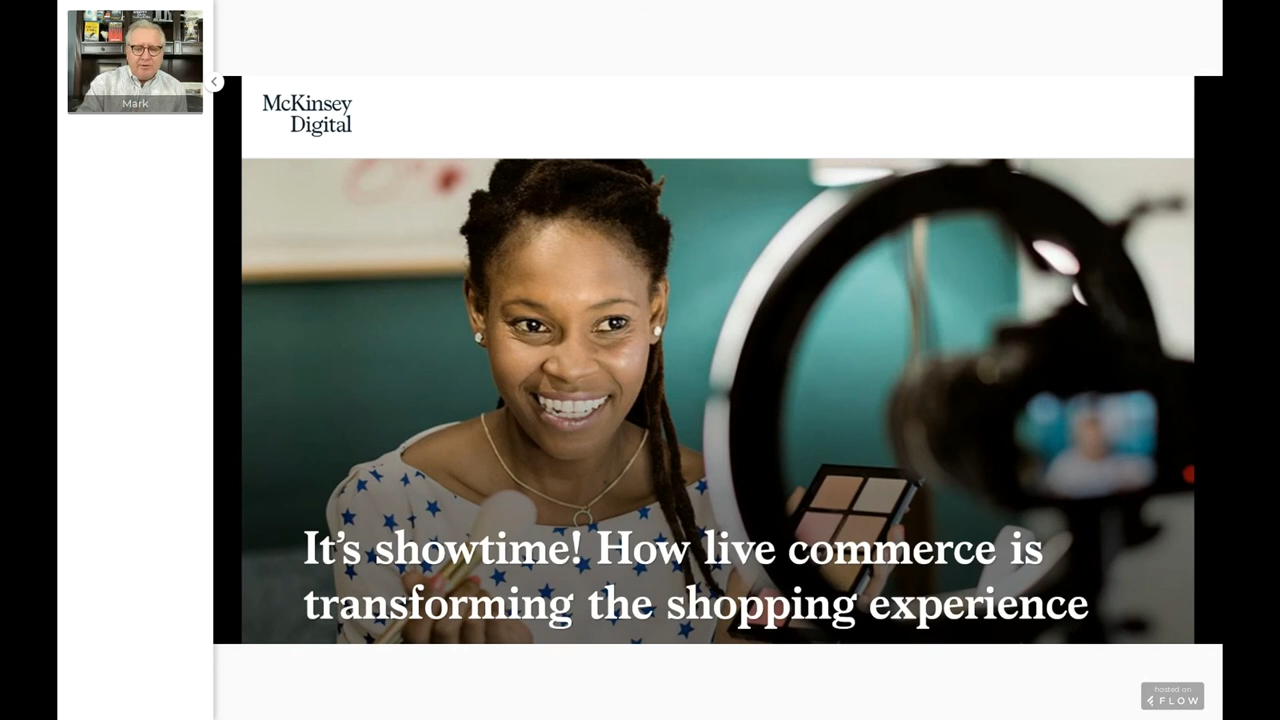 Mark
McKinsey
Digital
It's showtime! How live commerce is
transforming the shopping experience
hosted on
FLOW